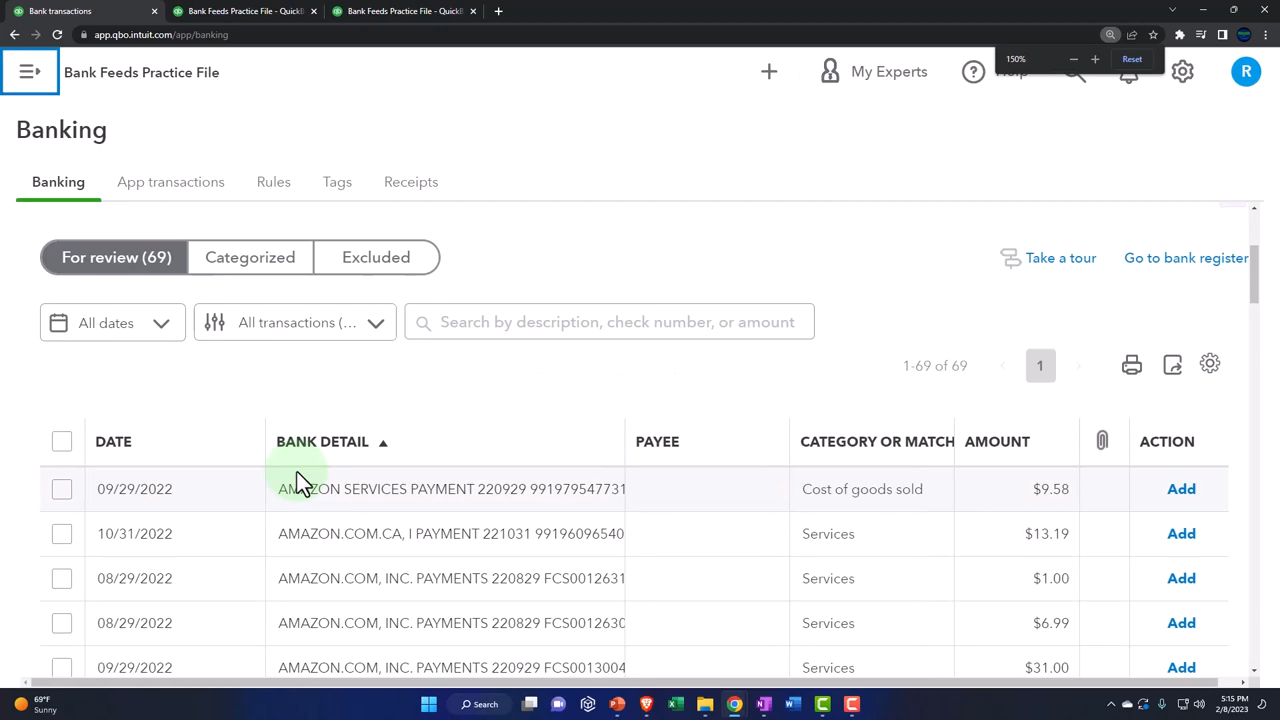 Bank transactions
Bank Feeds Practice File - QuickB
Bank Feeds Practice File - QuickB
app.qbo.intuit.com/app/banking
150%
Reset
Bank Feeds Practice File
My Experts
Help
R
Banking
Banking App transactions Rules Tags Receipts
For review (69) Categorized Excluded
Take a tour Go to bank register
All dates All transactions (... Search by description, check number, or amount
1-69 of 69 1
DATE BANK DETAIL PAYEE CATEGORY OR MATCH AMOUNT ACTION
09/29/2022 AMAZON SERVICES PAYMENT 220929 991979547731 Cost of goods sold $9.58 Add
10/31/2022 AMAZON.COM.CA, I PAYMENT 221031 99196096540 Services $13.19 Add
08/29/2022 AMAZON.COM, INC. PAYMENTS 220829 FCS0012631 Services $1.00 Add
08/29/2022 AMAZON.COM, INC. PAYMENTS 220829 FCS0012630 Services $6.99 Add
09/29/2022 AMAZON.COM, INC. PAYMENTS 220929 FCS0013004 Services $31.00 Add
69°F
Sunny
Search
5:15 PM
2/8/2023